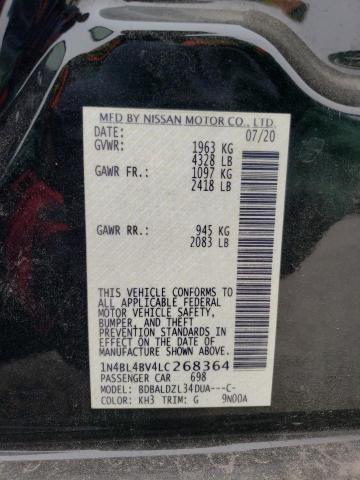 MFD BY NISSAN MOTOR CO., LTD.
DATE: 07/20
GVWR: 1963 KG
4328 LB
GAWR FR.: 1097 KG
2418 LB
GAWR RR.: 945 KG
2083 LB
THIS VEHICLE CONFORMS TO
ALL APPLICABLE FEDERAL
MOTOR VEHICLE SAFETY,
BUMPER, AND THEFT
PREVENTION STANDARDS IN
EFFECT ON THE DATE OF
MANUFACTURE SHOWN ABOVE.
1N4BL4BV4LC268364
PASSENGER CAR 698
MODEL: BDBALDZL34DUA---C-
COLOR: KH3 TRIM: G 9N00A